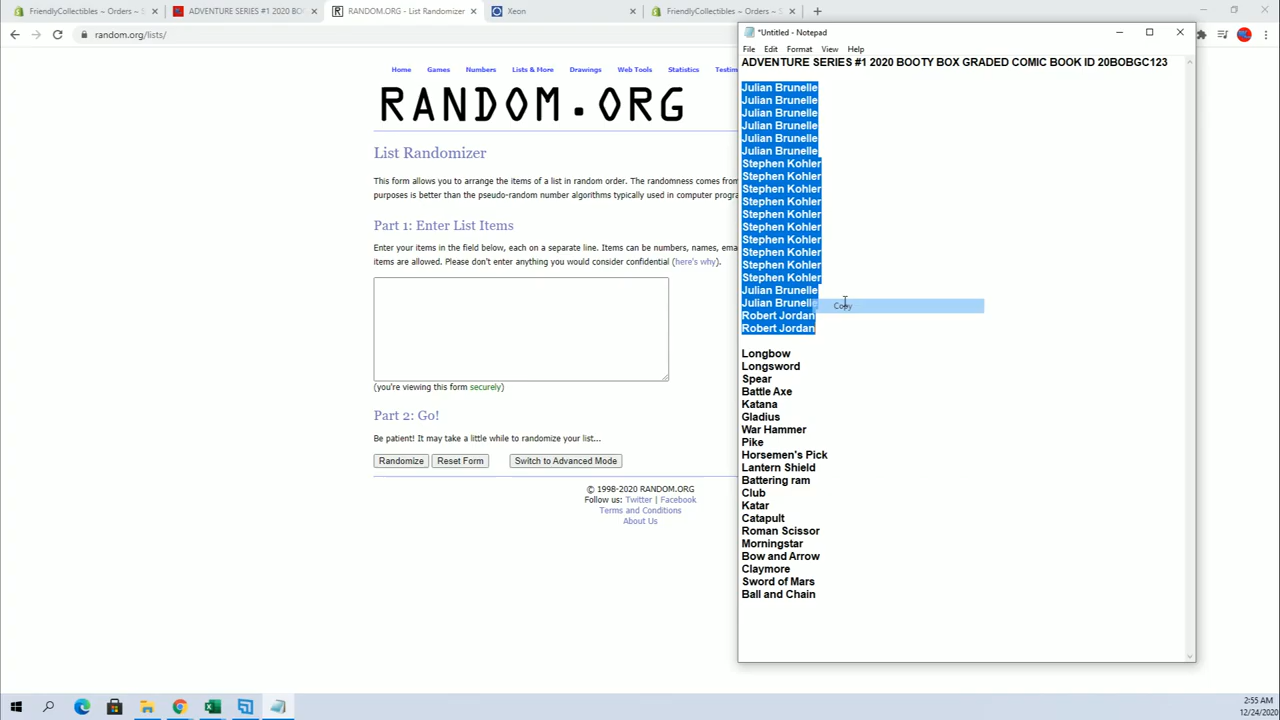 FriendlyCollectibles ~ Orders ~ S
ADVENTURE SERIES #1 2020 BO
RANDOM.ORG - List Randomizer
Xeon
FriendlyCollectibles ~ Orders ~ S
random.org/lists/
Home Games Numbers Lists & More Drawings Web Tools Statistics Testim
RANDOM.ORG
List Randomizer
This form allows you to arrange the items of a list in random order. The randomness comes from
purposes is better than the pseudo-random number algorithms typically used in computer progra
Part 1: Enter List Items
Enter your items in the field below, each on a separate line. Items can be numbers, names, ema
items are allowed. Please don't enter anything you would consider confidential (here's why).
(you're viewing this form securely)
Part 2: Go!
Be patient! It may take a little while to randomize your list...
Randomize Reset Form Switch to Advanced Mode
© 1998-2020 RANDOM.ORG
Follow us: Twitter | Facebook
Terms and Conditions
About Us
*Untitled - Notepad
File Edit Format View Help
ADVENTURE SERIES #1 2020 BOOTY BOX GRADED COMIC BOOK ID 20BOBGC123
Julian Brunelle
Julian Brunelle
Julian Brunelle
Julian Brunelle
Julian Brunelle
Julian Brunelle
Stephen Kohler
Stephen Kohler
Stephen Kohler
Stephen Kohler
Stephen Kohler
Stephen Kohler
Stephen Kohler
Stephen Kohler
Stephen Kohler
Stephen Kohler
Julian Brunelle
Julian Brunelle
Copy
Robert Jordan
Robert Jordan
Longbow
Longsword
Spear
Battle Axe
Katana
Gladius
War Hammer
Pike
Horsemen's Pick
Lantern Shield
Battering ram
Club
Katar
Catapult
Roman Scissor
Morningstar
Bow and Arrow
Claymore
Sword of Mars
Ball and Chain
2:55 AM
12/24/2020